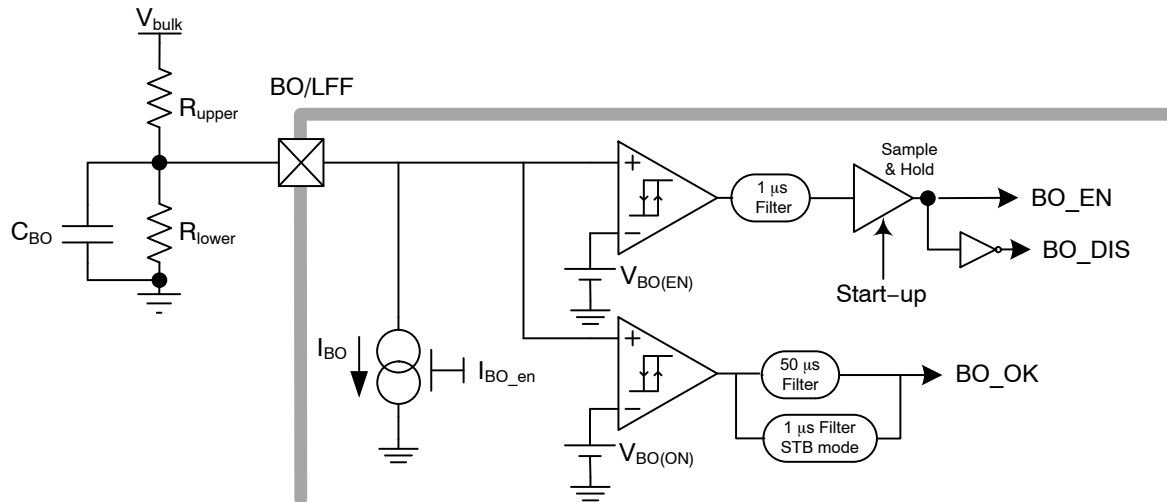 Vbulk
BO/LFF
Rupper
Sample
& Hold
+
1 μs
Filter
BO_EN
CBO
Rlower
−
BO_DIS
VBO(EN)
Start−up
+
IBO
IBO_en
50 μs
Filter
BO_OK
−
1 μs Filter
STB mode
VBO(ON)